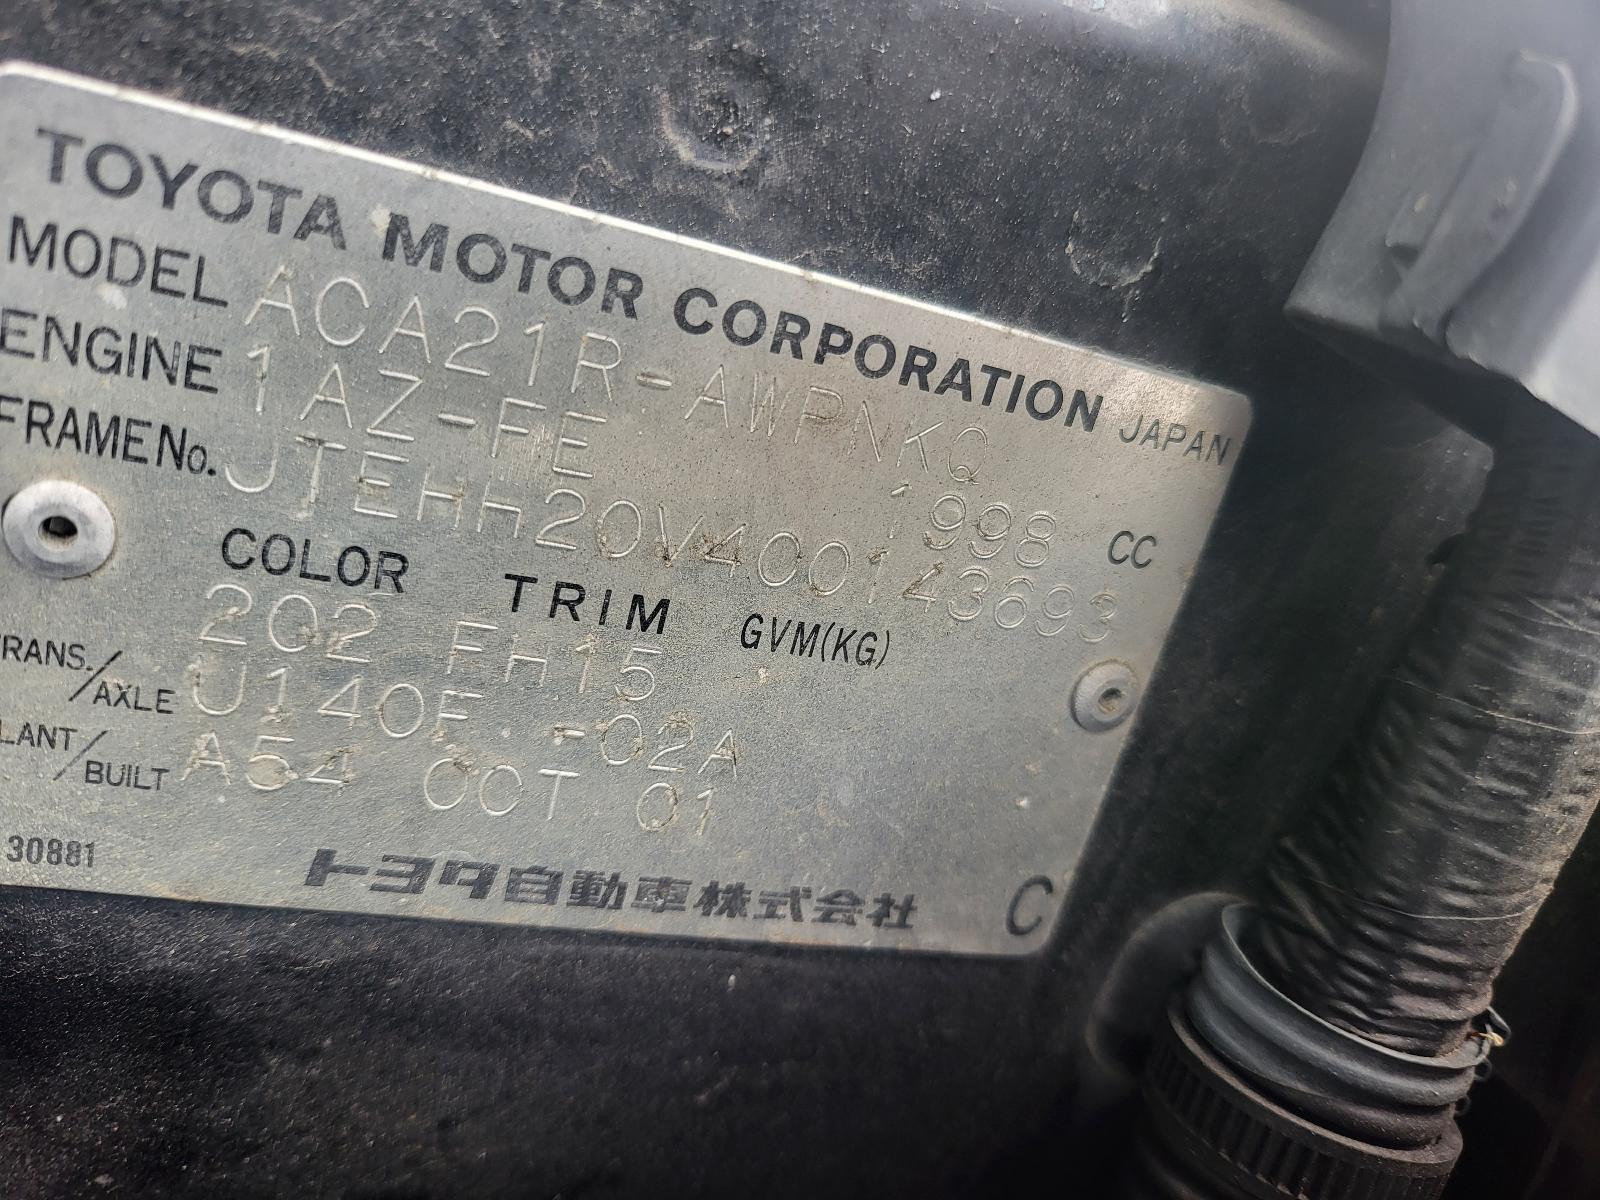 TOYOTA MOTOR CORPORATION JAPAN
MODEL ACA21R-AWPNKQ
ENGINE 1AZ-FE 1998 CC
FRAME No. JTEHH20V400143693
COLOR TRIM GVM(KG)
202 FH15
RANS./AXLE U140F -02A
LANT/BUILT A54 OCT 01
30881
トヨタ自動車株式会社 C